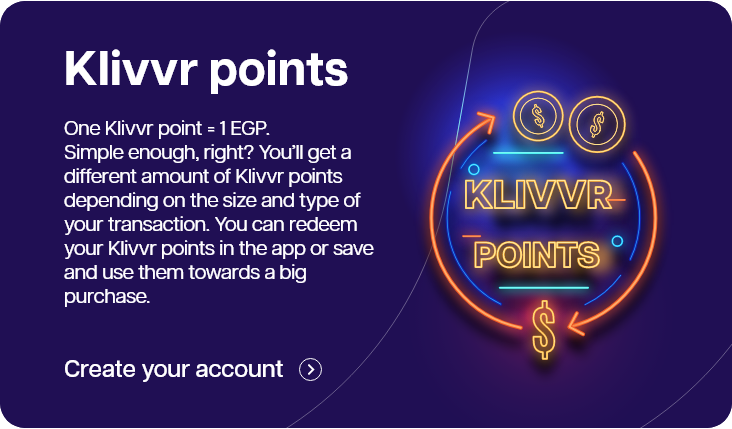 Klivvr points
One Klivvr point = 1 EGP.
Simple enough, right? You’ll get a
different amount of Klivvr points
depending on the size and type of
your transaction. You can redeem
your Klivvr points in the app or save
and use them towards a big
purchase.
Create your account
$ $
KLIVVR
POINTS
$